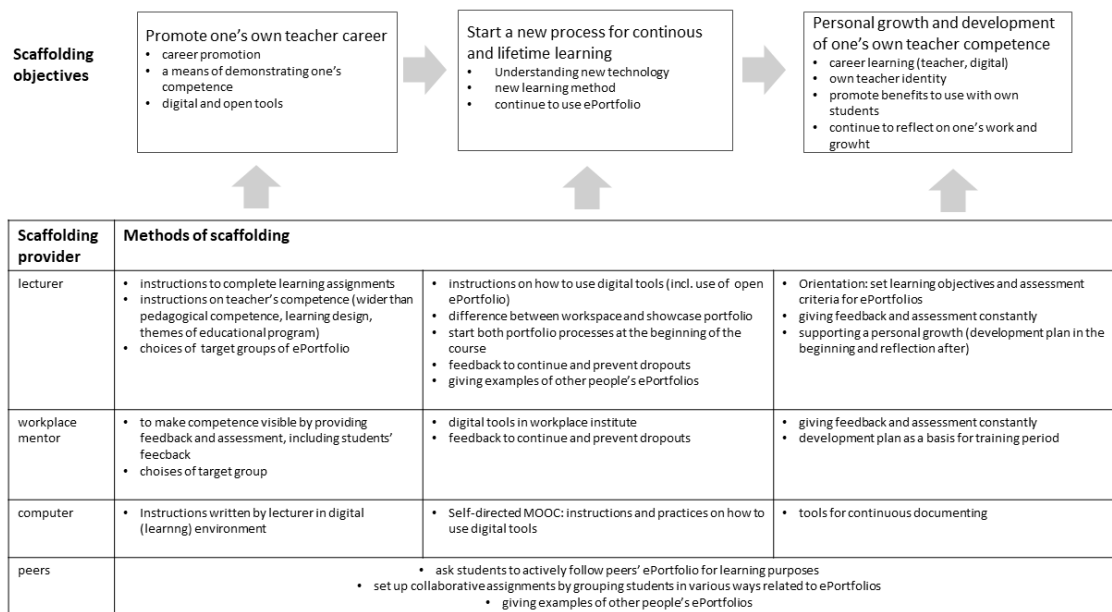 Scaffolding
objectives
Promote one's own teacher career
• career promotion
• a means of demonstrating one's
competence
• digital and open tools
Start a new process for continous
and lifetime learning
• Understanding new technology
• new learning method
• continue to use ePortfolio
Personal growth and development
of one's own teacher competence
• career learning (teacher, digital)
• own teacher identity
• promote benefits to use with own
students
• continue to reflect on one's work and
growht
Scaffolding
provider
Methods of scaffolding
lecturer
• instructions to complete learning assignments
• instructions on teacher's competence (wider than
pedagogical competence, learning design,
themes of educational program)
• choices of target groups of ePortfolio
• instructions on how to use digital tools (incl. use of open
ePortfolio)
• difference between workspace and showcase portfolio
• start both portfolio processes at the beginning of the
course
• feedback to continue and prevent dropouts
• giving examples of other people's ePortfolios
• Orientation: set learning objectives and assessment
criteria for ePortfolios
• giving feedback and assessment constantly
• supporting a personal growth (development plan in the
beginning and reflection after)
workplace
mentor
• to make competence visible by providing
feedback and assessment, including students'
feecback
• choises of target group
• digital tools in workplace institute
• feedback to continue and prevent dropouts
• giving feedback and assessment constantly
• development plan as a basis for training period
computer
• Instructions written by lecturer in digital
(learnng) environment
• Self-directed MOOC: instructions and practices on how to
use digital tools
• tools for continuous documenting
peers
• ask students to actively follow peers' ePortfolio for learning purposes
• set up collaborative assignments by grouping students in various ways related to ePortfolios
• giving examples of other people's ePortfolios